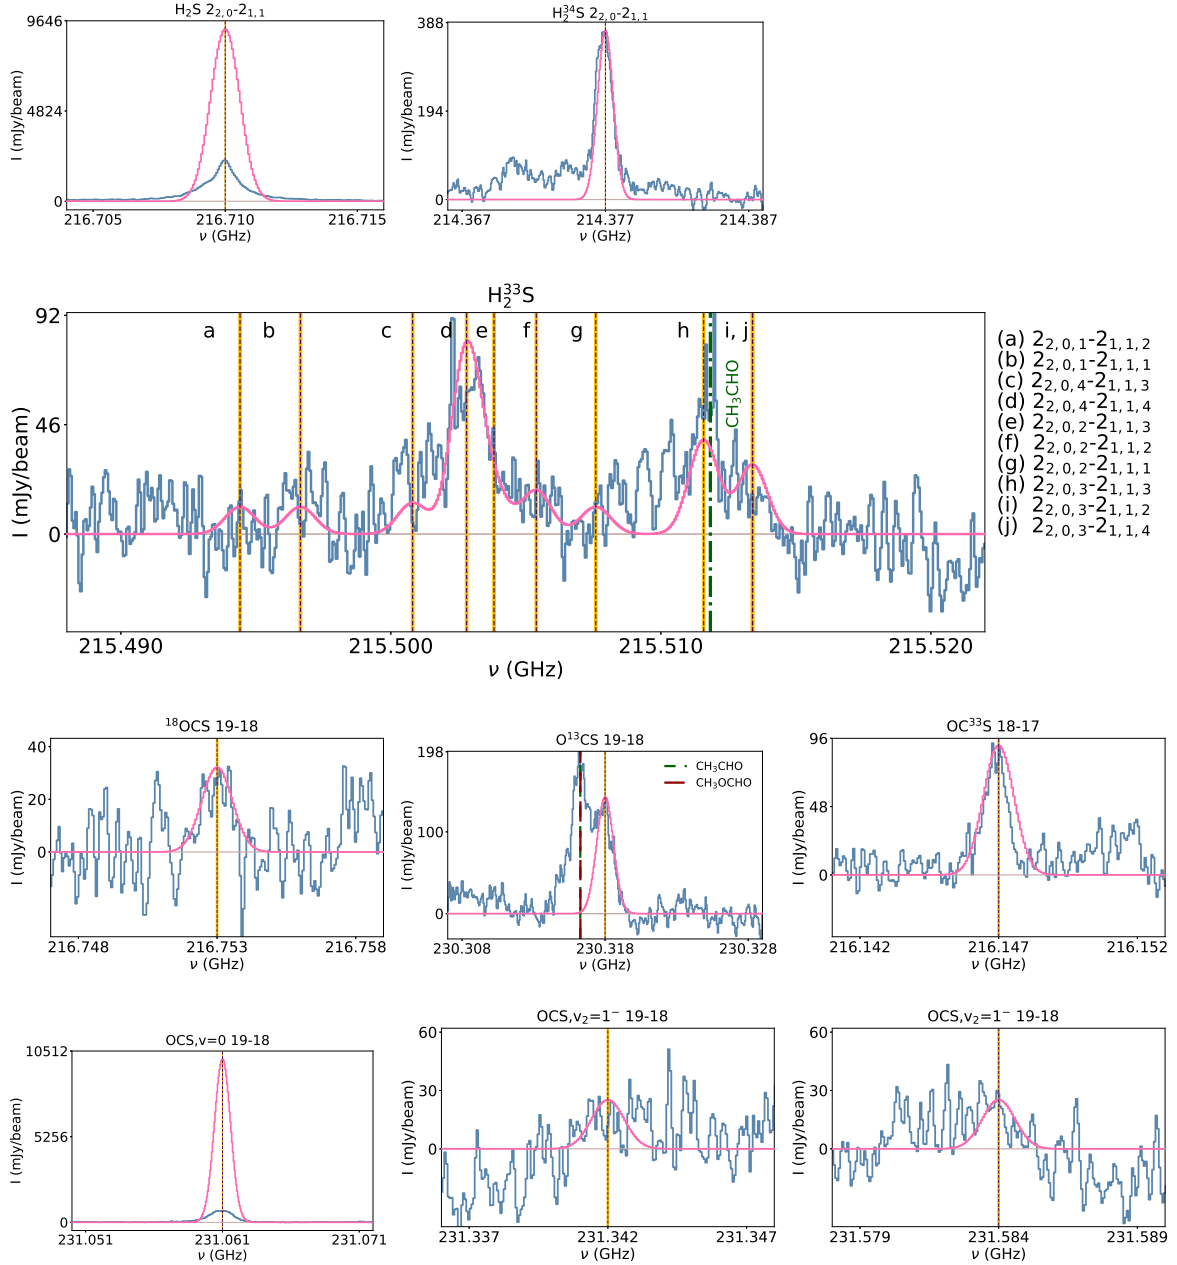 H₂S 2₂,₀-2₁,₁
9646
4824
0
I (mJy/beam)
216.705 216.710 216.715
ν (GHz)
H₂³⁴S 2₂,₀-2₁,₁
388
194
0
I (mJy/beam)
214.367 214.377 214.387
ν (GHz)
H₂³³S
92
46
0
I (mJy/beam)
a b c d e f g h i, j
CH₃CHO
215.490 215.500 215.510 215.520
ν (GHz)
(a) 2₂,₀,₁-2₁,₁,₂
(b) 2₂,₀,₁-2₁,₁,₁
(c) 2₂,₀,₄-2₁,₁,₃
(d) 2₂,₀,₄-2₁,₁,₄
(e) 2₂,₀,₂-2₁,₁,₃
(f) 2₂,₀,₂-2₁,₁,₂
(g) 2₂,₀,₂-2₁,₁,₁
(h) 2₂,₀,₃-2₁,₁,₃
(i) 2₂,₀,₃-2₁,₁,₂
(j) 2₂,₀,₃-2₁,₁,₄
¹⁸OCS 19-18
40
20
0
I (mJy/beam)
216.748 216.753 216.758
ν (GHz)
O¹³CS 19-18
198
100
0
I (mJy/beam)
CH₃CHO
CH₃OCHO
230.308 230.318 230.328
ν (GHz)
OC³³S 18-17
96
48
0
I (mJy/beam)
216.142 216.147 216.152
ν (GHz)
OCS,v=0 19-18
10512
5256
0
I (mJy/beam)
231.051 231.061 231.071
ν (GHz)
OCS,v₂=1⁻ 19-18
60
30
0
I (mJy/beam)
231.337 231.342 231.347
ν (GHz)
OCS,v₂=1⁻ 19-18
60
30
0
I (mJy/beam)
231.579 231.584 231.589
ν (GHz)